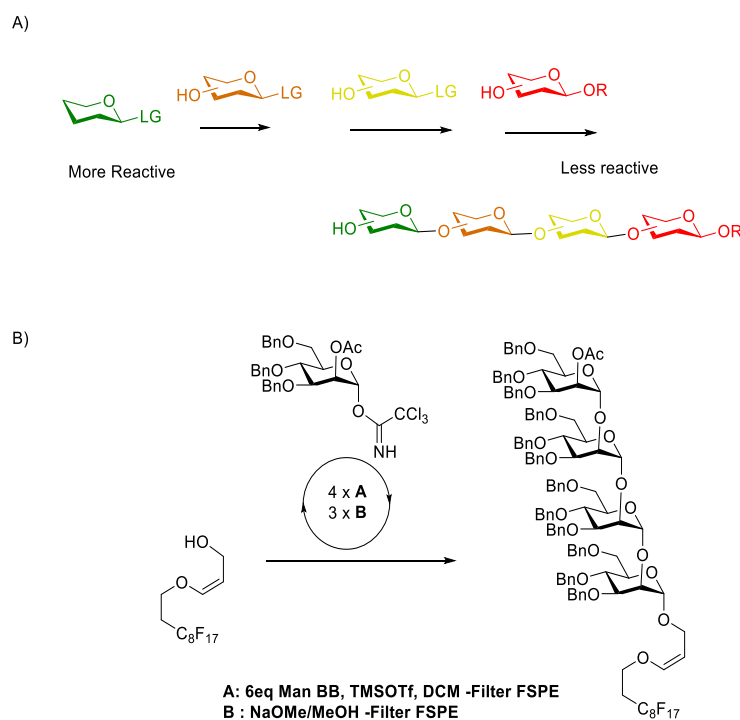 A)
HO O LG
HO O LG
HO O OR
O LG
More Reactive
Less reactive
HO O O O O O O O OR
B)
BnO
OAc
BnO O
BnO
O CCl3
NH
4 x A
3 x B
HO
O
C8F17
BnO OAc
BnO O
BnO
BnO O
BnO O
BnO
BnO O
BnO O
BnO
BnO O
BnO O
BnO
O
O
C8F17
A: 6eq Man BB, TMSOTf, DCM -Filter FSPE
B : NaOMe/MeOH -Filter FSPE